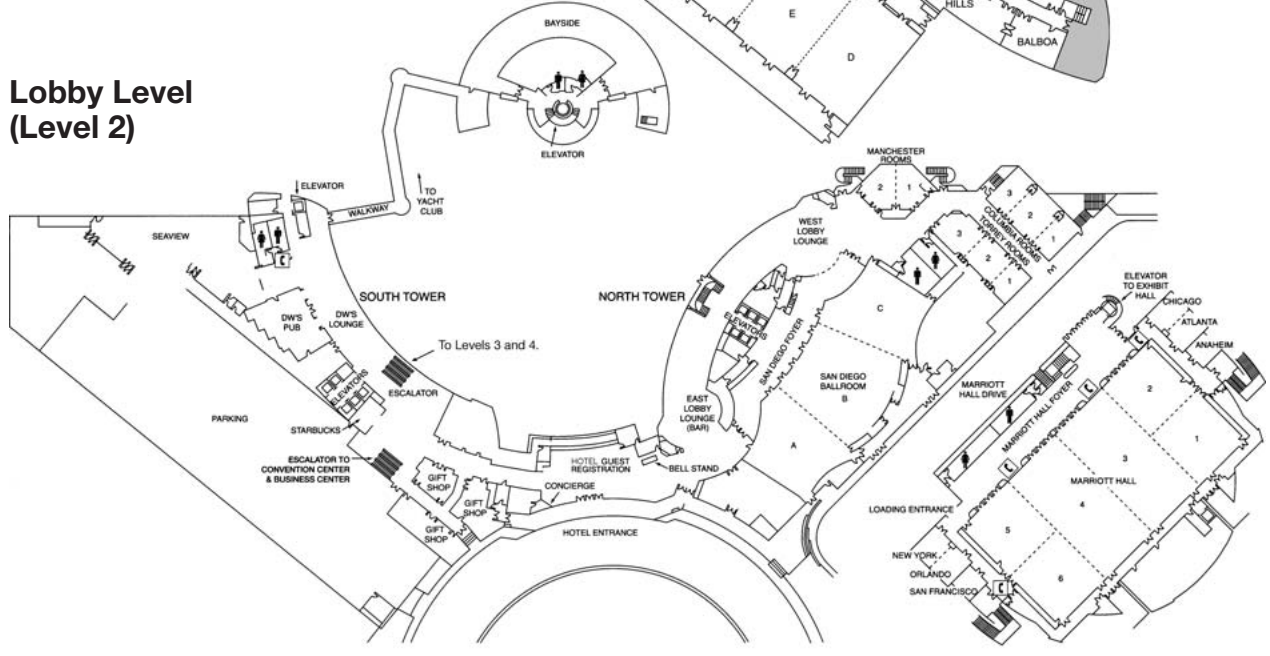 E
HILLS
BAYSIDE
BALBOA
D
Lobby Level
(Level 2)
ELEVATOR
MANCHESTER
ROOMS
ELEVATOR
2
1
TO
YACHT
CLUB
3
WALKWAY
2
COLUMBIA ROOMS
1
SEAVIEW
WEST
LOBBY
LOUNGE
3
TORREY ROOMS
2
1
ELEVATOR
TO EXHIBIT
HALL
SOUTH TOWER
NORTH TOWER
CHICAGO
DW'S
PUB
DW'S
LOUNGE
ELEVATORS
C
ATLANTA
To Levels 3 and 4.
SAN DIEGO FOYER
ANAHEIM
SAN DIEGO
BALLROOM
B
ELEVATORS
ESCALATOR
MARRIOTT
HALL DRIVE
2
EAST
LOBBY
LOUNGE
(BAR)
MARRIOTT HALL FOYER
PARKING
STARBUCKS
1
A
3
ESCALATOR TO
CONVENTION CENTER
& BUSINESS CENTER
HOTEL GUEST
REGISTRATION
BELL STAND
MARRIOTT HALL
GIFT
SHOP
CONCIERGE
GIFT
SHOP
4
LOADING ENTRANCE
GIFT
SHOP
HOTEL ENTRANCE
5
NEW YORK
ORLANDO
6
SAN FRANCISCO